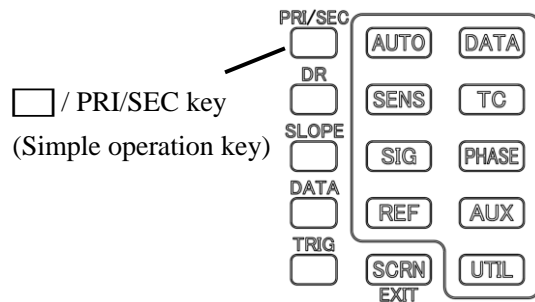 PRI/SEC
AUTO DATA
DR
/ PRI/SEC key
SENS TC
(Simple operation key)
SLOPE
SIG PHASE
DATA
REF AUX
TRIG
SCRN UTIL
EXIT